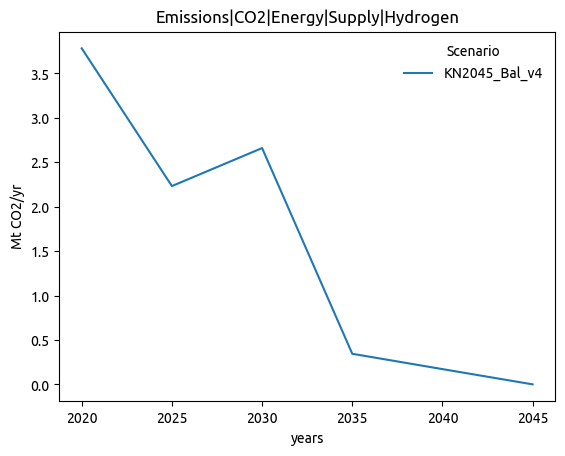 Emissions|CO2|Energy|Supply|Hydrogen
Scenario
KN2045_Bal_v4
3.5
3.0
2.5
2.0
1.5
1.0
0.5
0.0
Mt CO2/yr
2020 2025 2030 2035 2040 2045
years